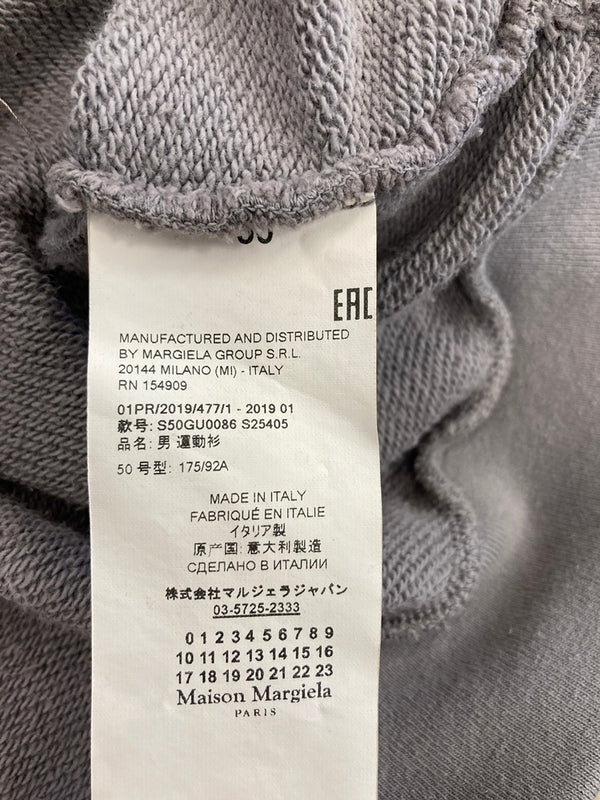 EAC
MANUFACTURED AND DISTRIBUTED
BY MARGIELA GROUP S.R.L.
20144 MILANO (MI) - ITALY
RN 154909
01PR/2019/477/1 - 2019 01
款号: S50GU0086 S25405
品名: 男 運動衫
50 号型: 175/92A
MADE IN ITALY
FABRIQUÉ EN ITALIE
イタリア製
原产国: 意大利製造
СДЕЛАНО В ИТАЛИИ
株式会社マルジェラジャパン
03-5725-2333
0 1 2 3 4 5 6 7 8 9
10 11 12 13 14 15 16
17 18 19 20 21 22 23
Maison Margiela
PARIS